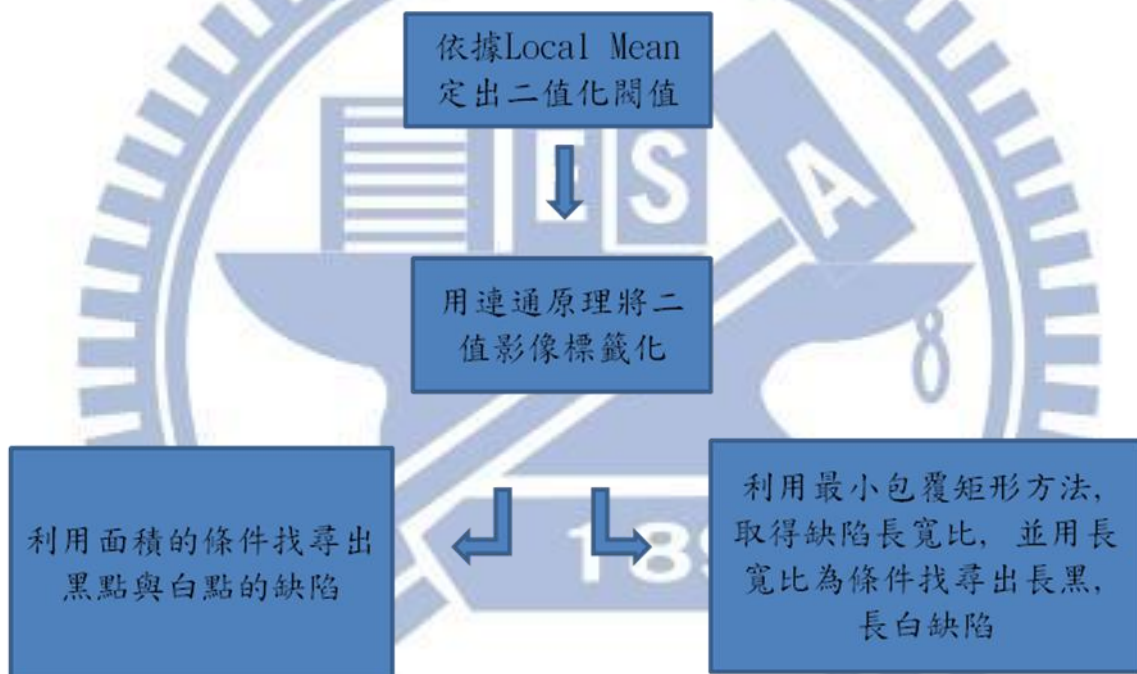 依據Local Mean
定出二值化閥值
E S A
用連通原理將二
值影像標籤化
8
利用面積的條件找尋出
黑點與白點的缺陷
利用最小包覆矩形方法,
取得缺陷長寬比, 並用長
寬比為條件找尋出長黑,
長白缺陷
189